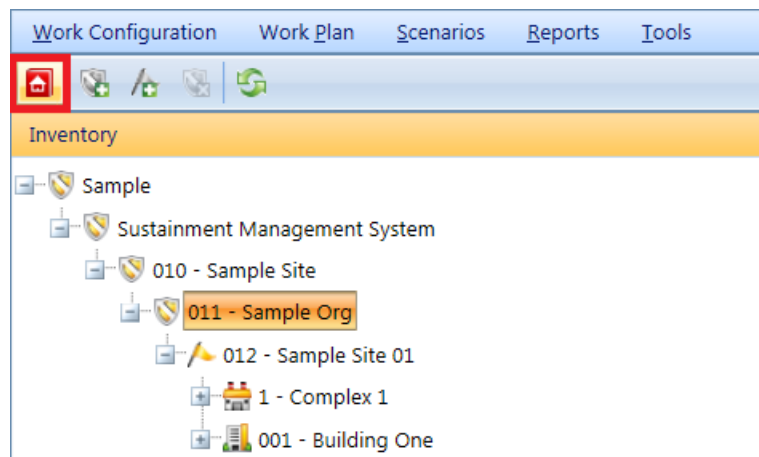 Work Configuration Work Plan Scenarios Reports Tools
Inventory
Sample
Sustainment Management System
010 - Sample Site
011 - Sample Org
012 - Sample Site 01
1 - Complex 1
001 - Building One